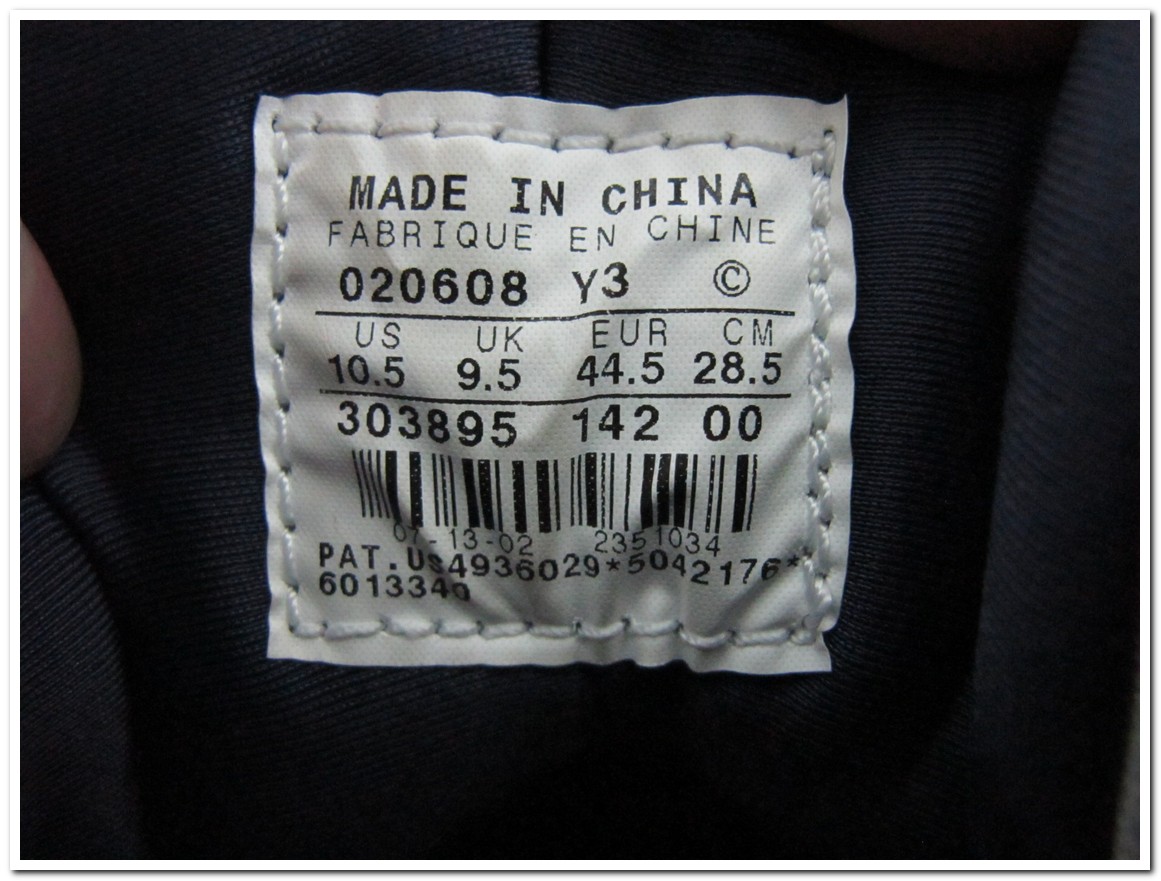 MADE IN CHINA
FABRIQUE EN CHINE
020608 Y3 ©
US UK EUR CM
10.5 9.5 44.5 28.5
303895 142 00
07-13-02 2351034
PAT.US4936029*5042176*
6013340